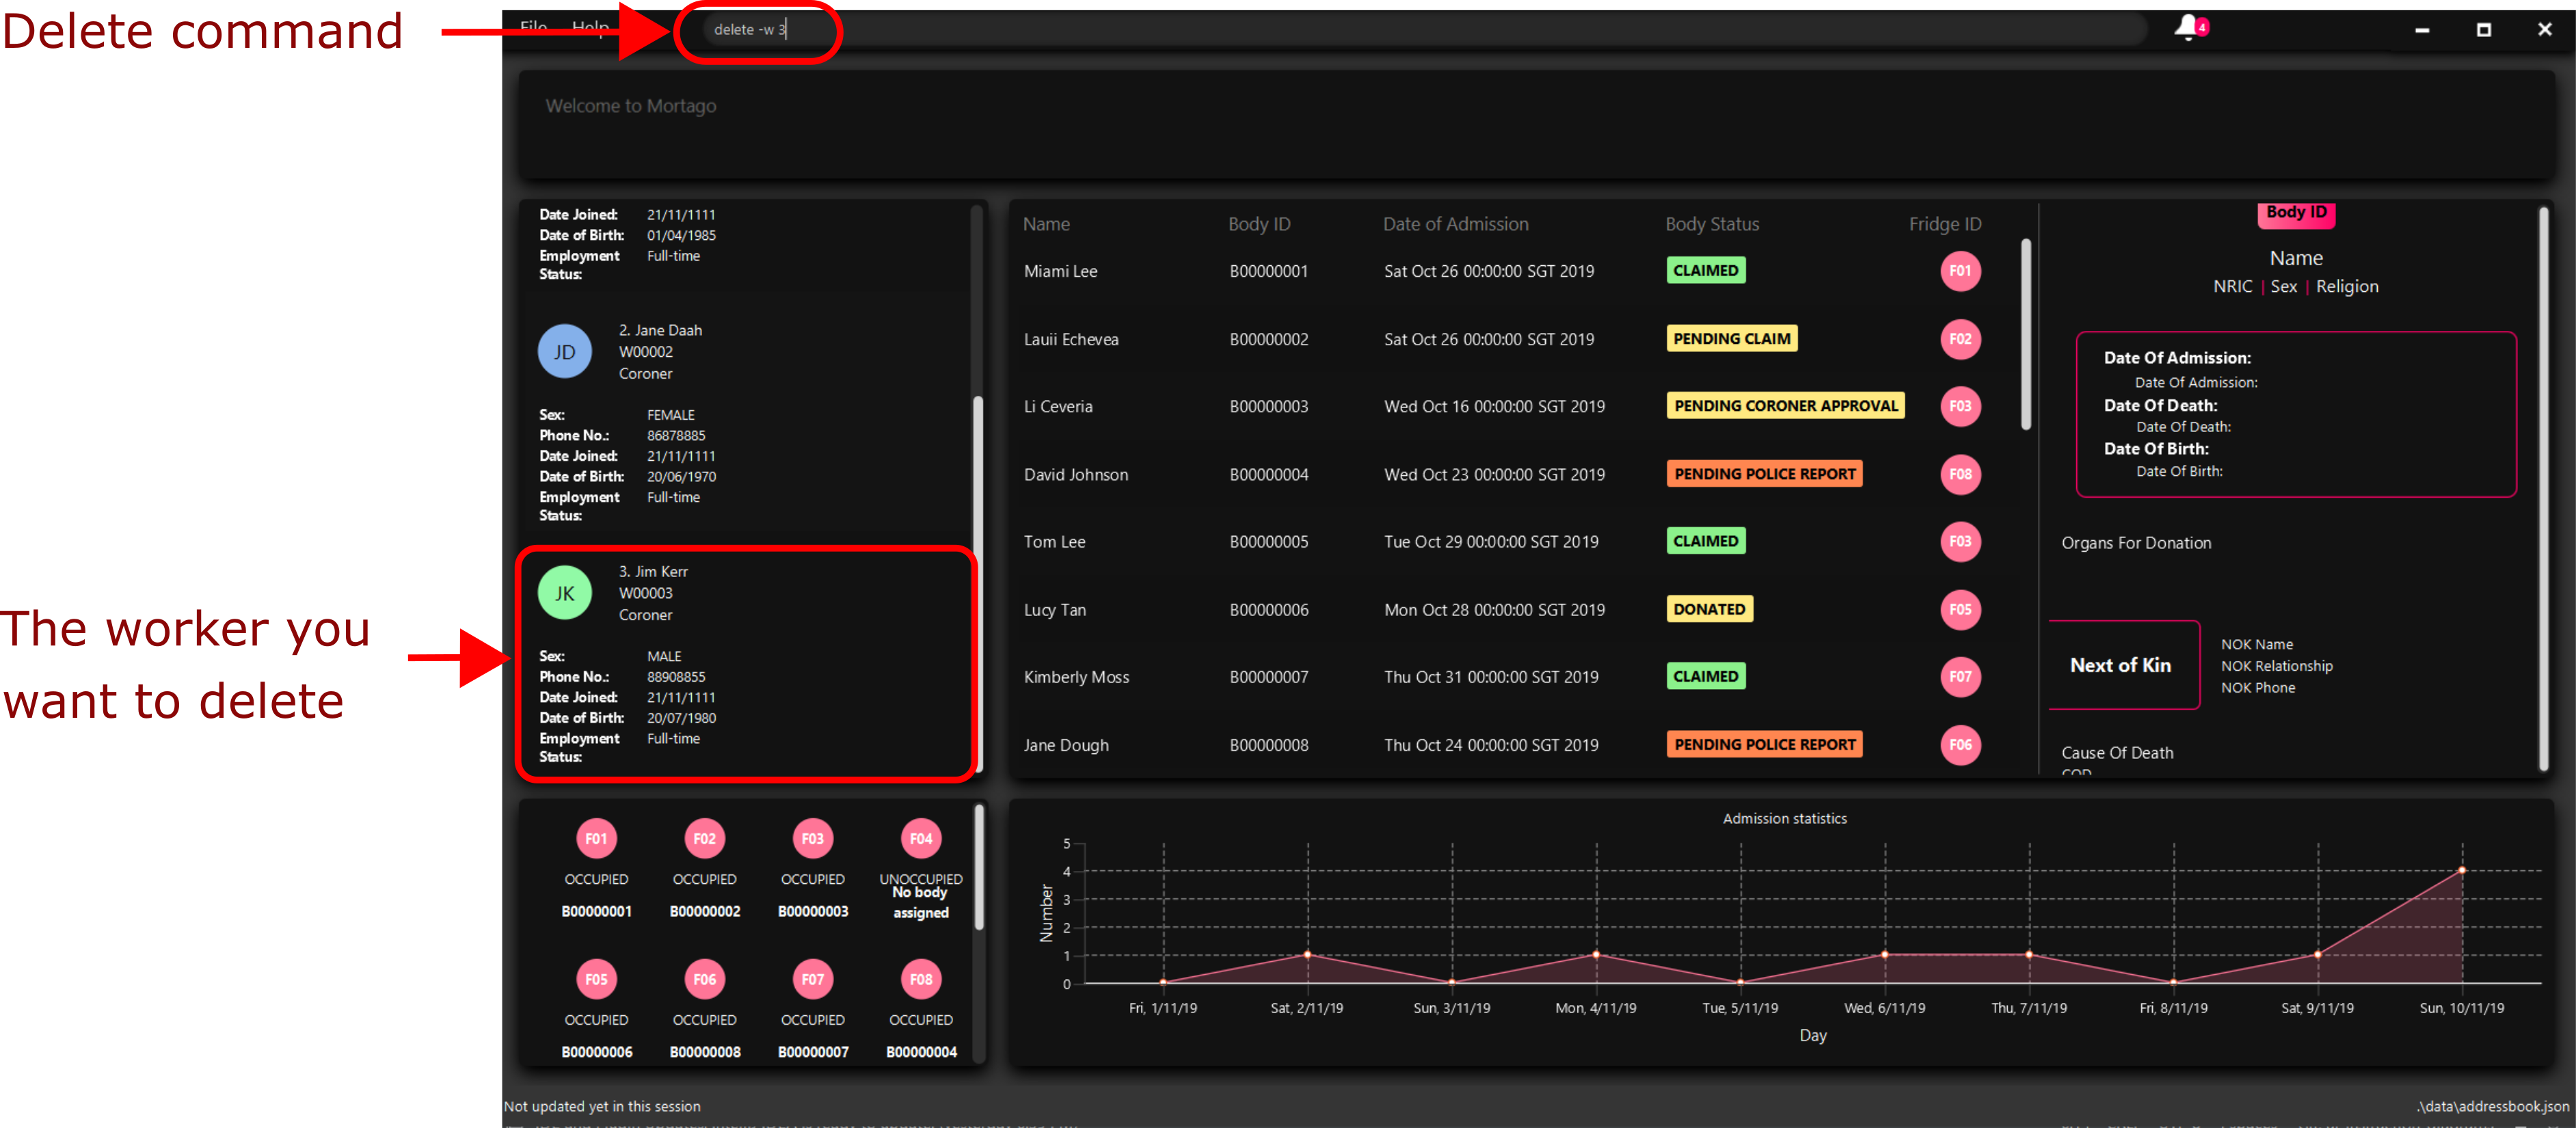 Delete command
File Help
delete -w 3
4
Welcome to Mortago
The worker you
want to delete
Date Joined: 21/11/1111
Date of Birth: 01/04/1985
Employment Full-time
Status:
JD
2. Jane Daah
W00002
Coroner
Sex: FEMALE
Phone No.: 86878885
Date Joined: 21/11/1111
Date of Birth: 20/06/1970
Employment Full-time
Status:
JK
3. Jim Kerr
W00003
Coroner
Sex: MALE
Phone No.: 88908855
Date Joined: 21/11/1111
Date of Birth: 20/07/1980
Employment Full-time
Status:
Name Body ID Date of Admission Body Status Fridge ID
Miami Lee B00000001 Sat Oct 26 00:00:00 SGT 2019 CLAIMED F01
Lauii Echevea B00000002 Sat Oct 26 00:00:00 SGT 2019 PENDING CLAIM F02
Li Ceveria B00000003 Wed Oct 16 00:00:00 SGT 2019 PENDING CORONER APPROVAL F03
David Johnson B00000004 Wed Oct 23 00:00:00 SGT 2019 PENDING POLICE REPORT F08
Tom Lee B00000005 Tue Oct 29 00:00:00 SGT 2019 CLAIMED F03
Lucy Tan B00000006 Mon Oct 28 00:00:00 SGT 2019 DONATED F05
Kimberly Moss B00000007 Thu Oct 31 00:00:00 SGT 2019 CLAIMED F07
Jane Dough B00000008 Thu Oct 24 00:00:00 SGT 2019 PENDING POLICE REPORT F06
Body ID
Name
NRIC | Sex | Religion
Date Of Admission:
Date Of Admission:
Date Of Death:
Date Of Death:
Date Of Birth:
Date Of Birth:
Organs For Donation
Next of Kin
NOK Name
NOK Relationship
NOK Phone
Cause Of Death
COD
F01 F02 F03 F04
OCCUPIED OCCUPIED OCCUPIED UNOCCUPIED
No body
assigned
B00000001 B00000002 B00000003
F05 F06 F07 F08
OCCUPIED OCCUPIED OCCUPIED OCCUPIED
B00000006 B00000008 B00000007 B00000004
Admission statistics
Number
5
4
3
2
1
0
Fri, 1/11/19 Sat, 2/11/19 Sun, 3/11/19 Mon, 4/11/19 Tue, 5/11/19 Wed, 6/11/19 Thu, 7/11/19 Fri, 8/11/19 Sat, 9/11/19 Sun, 10/11/19
Day
Not updated yet in this session
.\data\addressbook.json